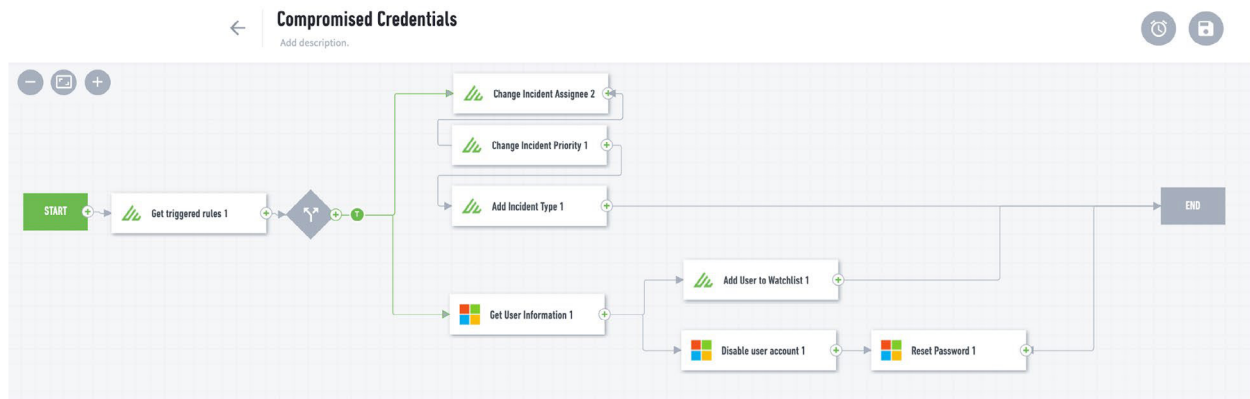 Compromised Credentials
Add description.
Change Incident Assignee 2
Change Incident Priority 1
START
Get triggered rules 1
T
Add Incident Type 1
END
Add User to Watchlist 1
Get User Information 1
Disable user account 1
Reset Password 1